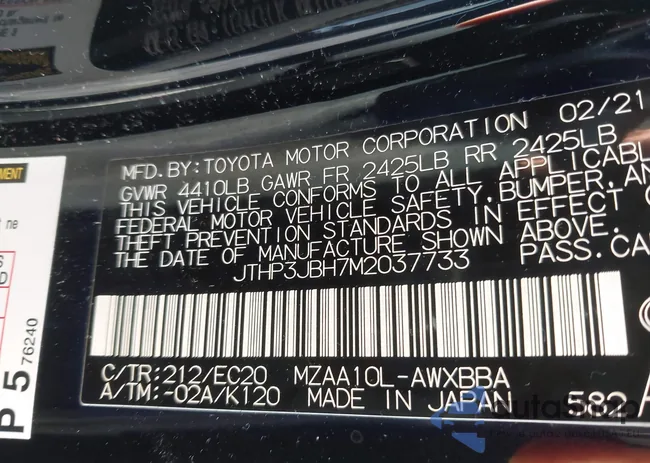 MFD.BY:TOYOTA MOTOR CORPORATION 02/21
GVWR 4410LB GAWR FR 2425LB RR 2425LB
THIS VEHICLE CONFORMS TO ALL APPLICABL
FEDERAL MOTOR VEHICLE SAFETY,BUMPER,AN
THEFT PREVENTION STANDARDS IN EFFECT
THE DATE OF MANUFACTURE SHOWN ABOVE.
JTHP3JBH7M2037733 PASS.CA
C/TR:212/EC20 MZAA10L-AWXBBA
A/TM:-02A/K120 MADE IN JAPAN 582
EMENT
ne
S
D
P 5 76240